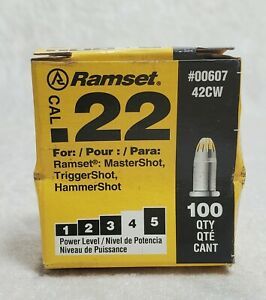 Ramset®
#00607
42CW
CAL
.22
For: / Pour : / Para:
Ramset®: MasterShot,
TriggerShot,
HammerShot
1 2 3 4 5
Power Level / Nivel de Potencia
Niveau de Puissance
100
QTY
QTÉ
CANT